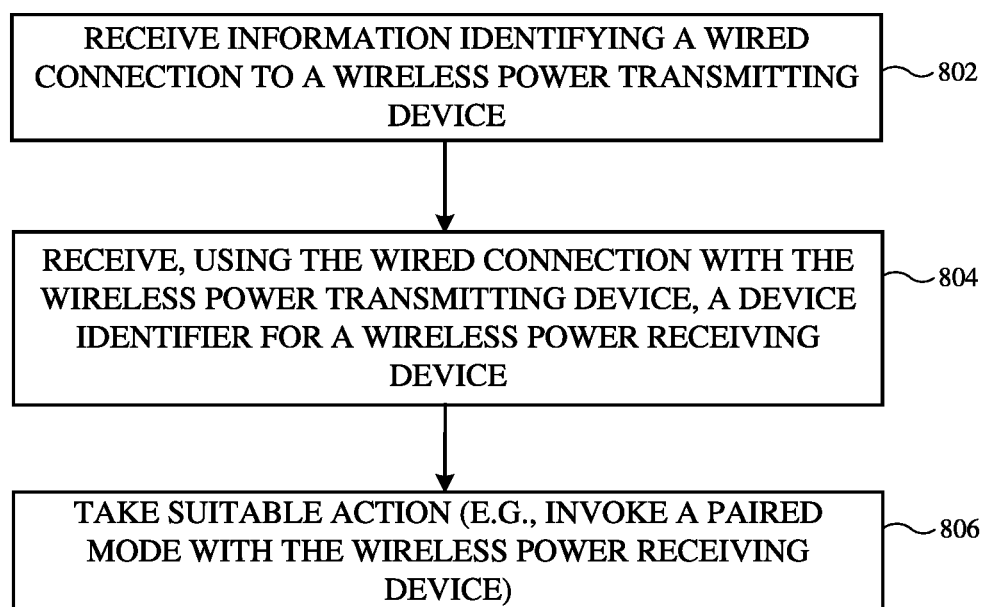 RECEIVE INFORMATION IDENTIFYING A WIRED
CONNECTION TO A WIRELESS POWER TRANSMITTING
DEVICE
802
RECEIVE, USING THE WIRED CONNECTION WITH THE
WIRELESS POWER TRANSMITTING DEVICE, A DEVICE
IDENTIFIER FOR A WIRELESS POWER RECEIVING
DEVICE
804
TAKE SUITABLE ACTION (E.G., INVOKE A PAIRED
MODE WITH THE WIRELESS POWER RECEIVING
DEVICE)
806